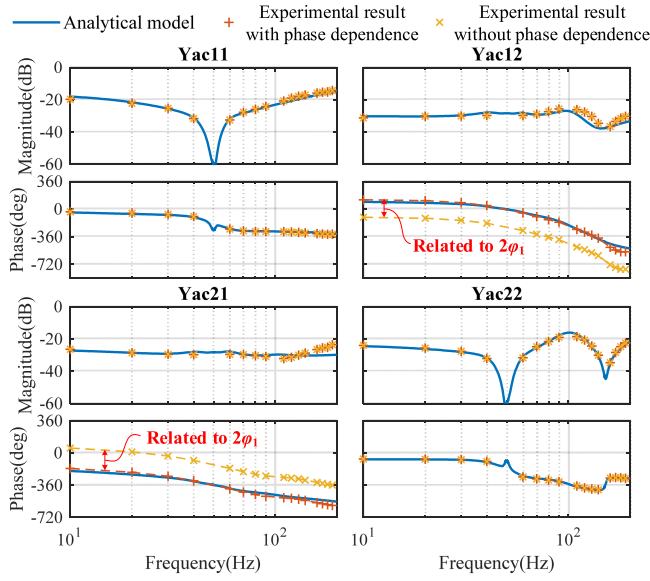 Analytical model
Experimental result
with phase dependence
Experimental result
without phase dependence
Yac11
Yac12
Magnitude(dB)
0
-20
-40
-60
Phase(deg)
360
0
-360
-720
Related to 2φ1
Yac21
Yac22
Magnitude(dB)
0
-20
-40
-60
Phase(deg)
360
0
-360
-720
Related to 2φ1
10^1
10^2
10^1
10^2
Frequency(Hz)
Frequency(Hz)